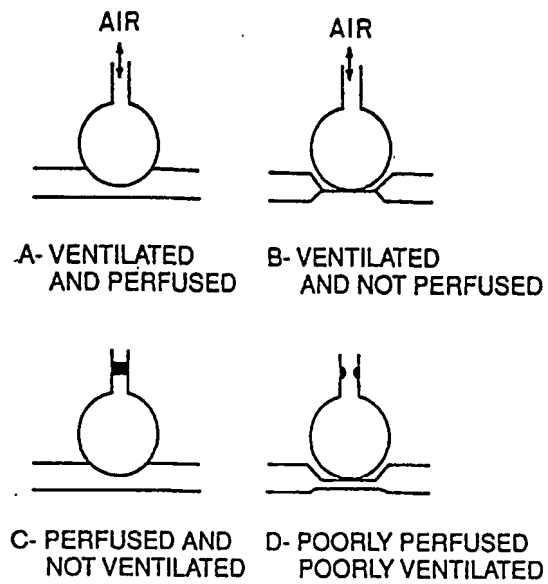 AIR
AIR
A- VENTILATED
AND PERFUSED
B- VENTILATED
AND NOT PERFUSED
C- PERFUSED AND
NOT VENTILATED
D- POORLY PERFUSED
POORLY VENTILATED